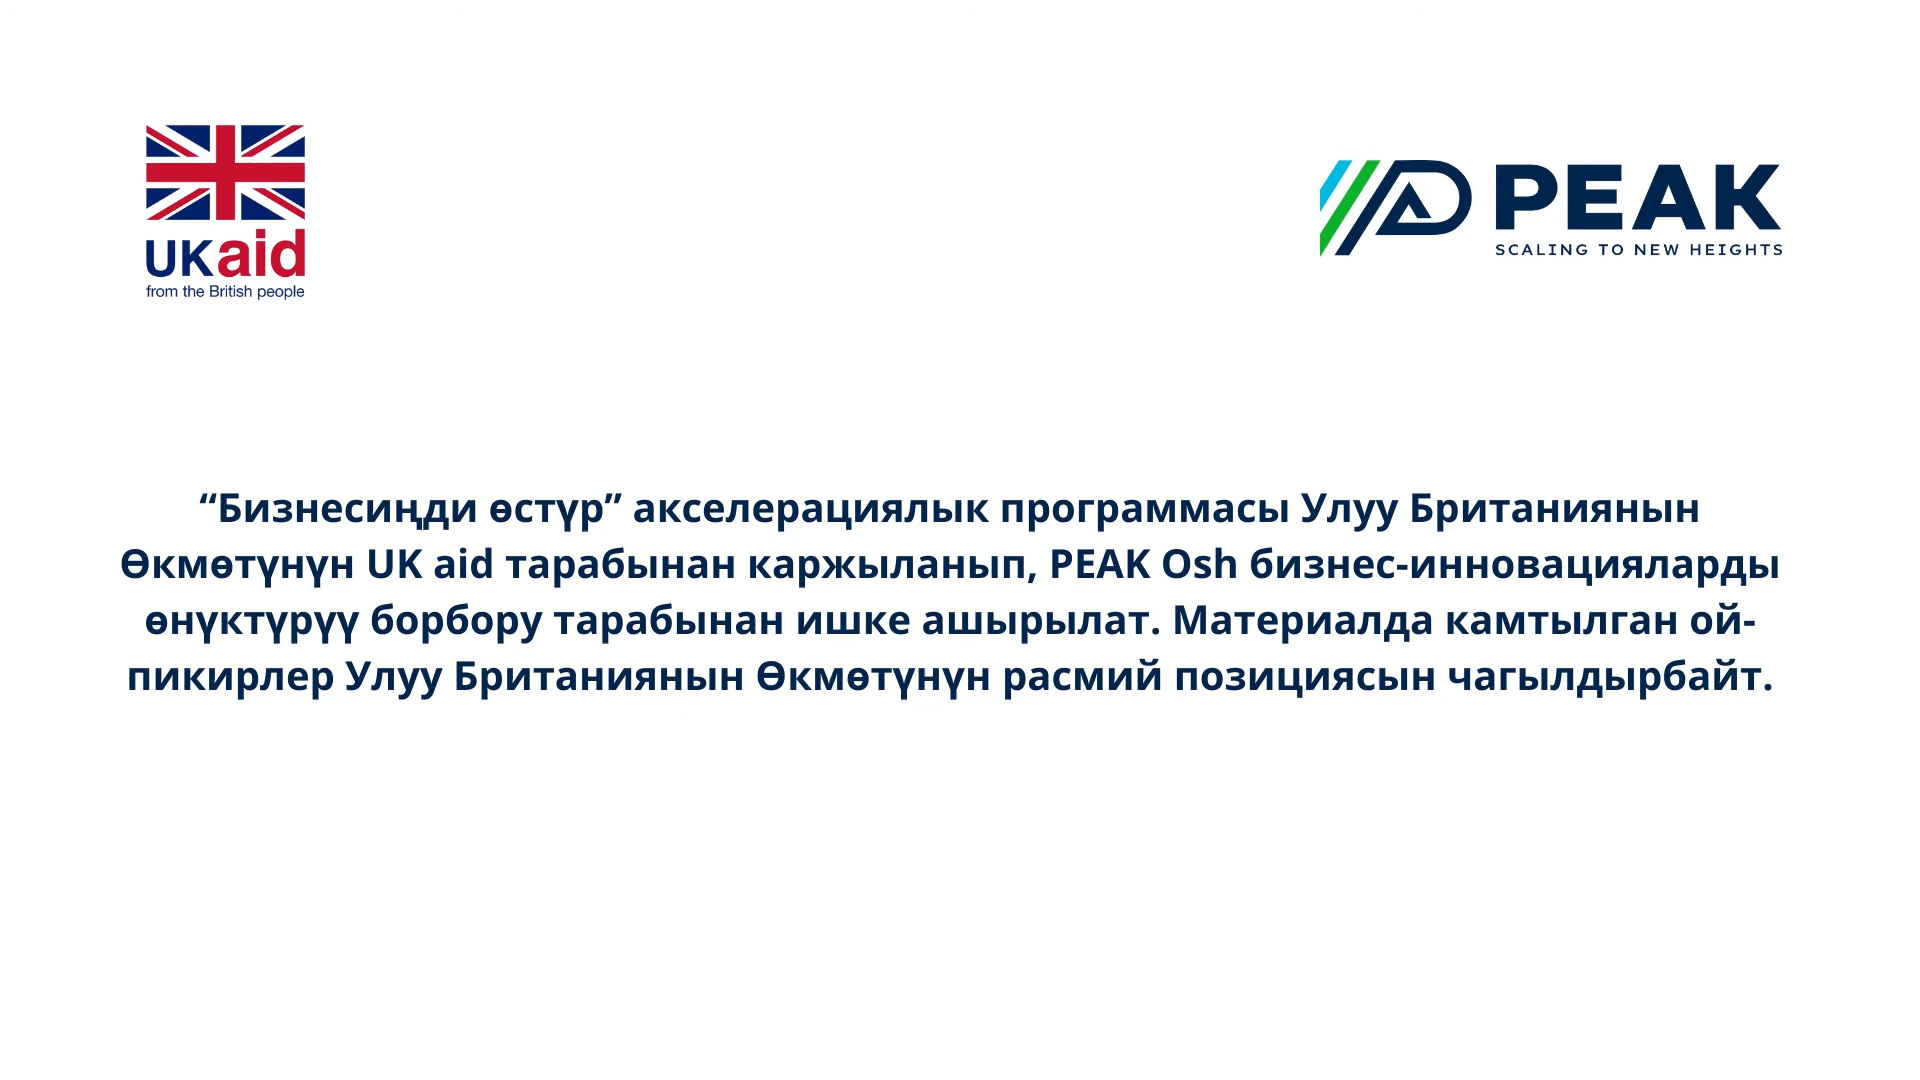 UKaid
from the British people
PEAK
SCALING TO NEW HEIGHTS
“Бизнесиңди өстүр” акселерациялык программасы Улуу Британиянын
Өкмөтүнүн UK aid тарабынан каржыланып, PEAK Osh бизнес-инновацияларды
өнүктүрүү борбору тарабынан ишке ашырылат. Материалда камтылган ой-
пикирлер Улуу Британиянын Өкмөтүнүн расмий позициясын чагылдырбайт.